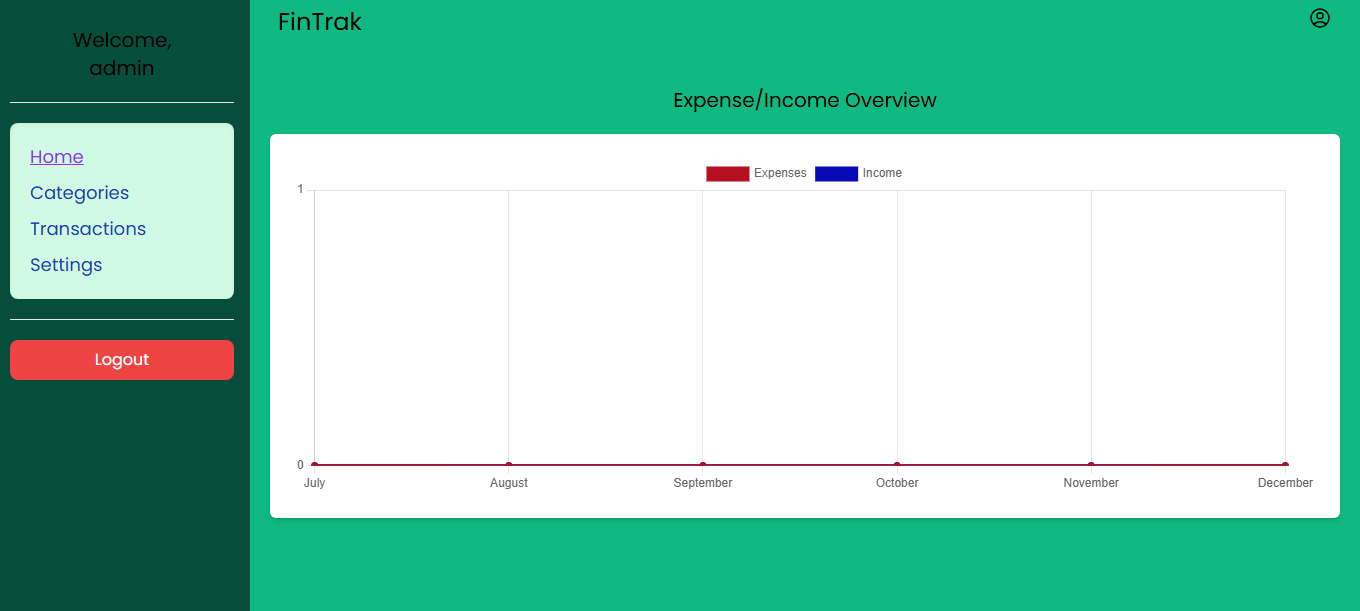 Welcome,
admin
Home
Categories
Transactions
Settings
Logout
FinTrak
Expense/Income Overview
Expenses Income
1
0
July August September October November December